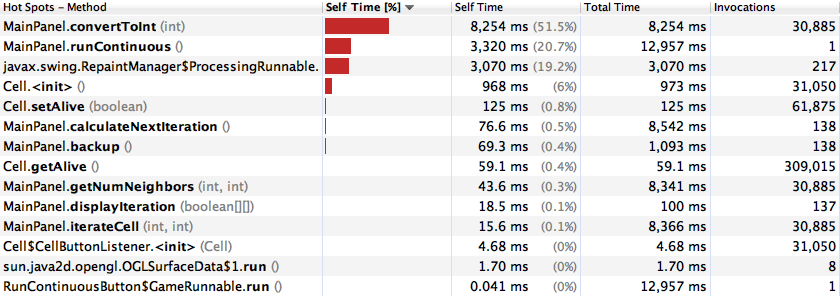 Hot Spots – Method Self Time [%] Self Time Total Time Invocations
MainPanel.convertToInt (int) 8,254 ms (51.5%) 8,254 ms 30,885
MainPanel.runContinuous () 3,320 ms (20.7%) 12,957 ms 1
javax.swing.RepaintManager$ProcessingRunnable. 3,070 ms (19.2%) 3,070 ms 217
Cell.<init> () 968 ms (6%) 973 ms 31,050
Cell.setAlive (boolean) 125 ms (0.8%) 125 ms 61,875
MainPanel.calculateNextIteration () 76.6 ms (0.5%) 8,542 ms 138
MainPanel.backup () 69.3 ms (0.4%) 1,093 ms 138
Cell.getAlive () 59.1 ms (0.4%) 59.1 ms 309,015
MainPanel.getNumNeighbors (int, int) 43.6 ms (0.3%) 8,341 ms 30,885
MainPanel.displayIteration (boolean[][]) 18.5 ms (0.1%) 100 ms 137
MainPanel.iterateCell (int, int) 15.6 ms (0.1%) 8,366 ms 30,885
Cell$CellButtonListener.<init> (Cell) 4.68 ms (0%) 4.68 ms 31,050
sun.java2d.opengl.OGLSurfaceData$1.run () 1.70 ms (0%) 1.70 ms 8
RunContinuousButton$GameRunnable.run () 0.041 ms (0%) 12,957 ms 1